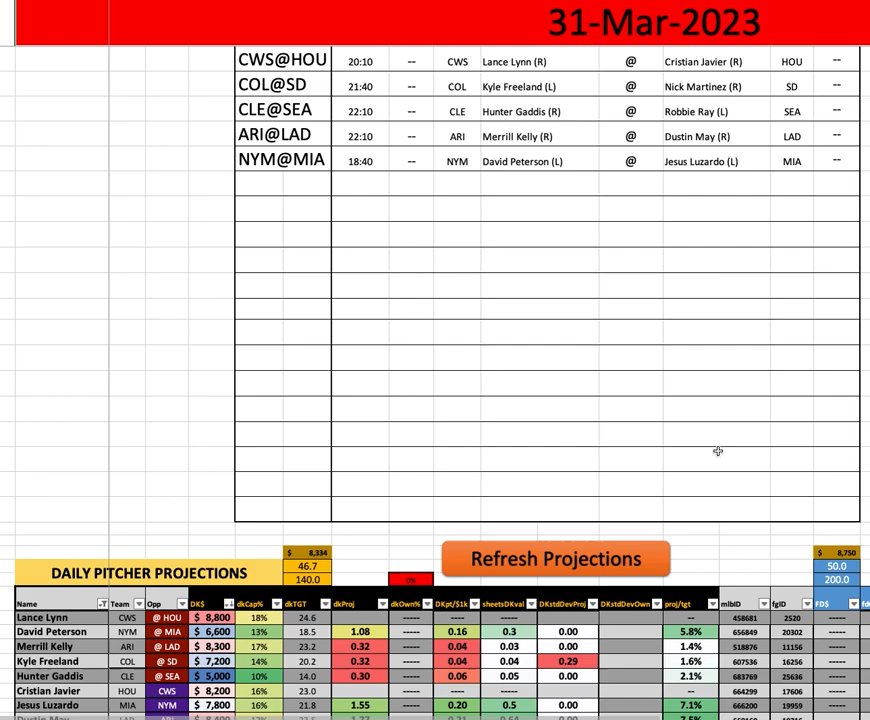 31-Mar-2023
CWS@HOU 20:10 -- CWS Lance Lynn (R) @ Cristian Javier (R) HOU --
COL@SD 21:40 -- COL Kyle Freeland (L) @ Nick Martinez (R) SD --
CLE@SEA 22:10 -- CLE Hunter Gaddis (R) @ Robbie Ray (L) SEA --
ARI@LAD 22:10 -- ARI Merrill Kelly (R) @ Dustin May (R) LAD --
NYM@MIA 18:40 -- NYM David Peterson (L) @ Jesus Luzardo (L) MIA --
$ 8,334 Refresh Projections $ 8,750
DAILY PITCHER PROJECTIONS 46.7 50.0
140.0 0% 200.0
Name Team Opp DK$ dkCap% dkTGT dkProj dkOwn% DKpt/$1k sheetsDKval DKstdDevProj DKstdDevOwn proj/tgt mlbID fgID FD$
Lance Lynn CWS @ HOU $ 8,800 18% 24.6 ----- ---- ----- -- 458681 2520 -----
David Peterson NYM @ MIA $ 6,600 13% 18.5 1.08 ----- 0.16 0.3 0.00 5.8% 656849 20302 -----
Merrill Kelly ARI @ LAD $ 8,300 17% 23.2 0.32 ----- 0.04 0.03 0.00 1.4% 518876 11156 -----
Kyle Freeland COL @ SD $ 7,200 14% 20.2 0.32 ----- 0.04 0.04 0.29 1.6% 607536 16256 -----
Hunter Gaddis CLE @ SEA $ 5,000 10% 14.0 0.30 ----- 0.06 0.05 0.00 2.1% 683769 25636 -----
Cristian Javier HOU CWS $ 8,200 16% 23.0 ----- ---- ----- -- 664299 17606 -----
Jesus Luzardo MIA NYM $ 7,800 16% 21.8 1.55 ----- 0.20 0.5 0.00 7.1% 666200 19959 -----